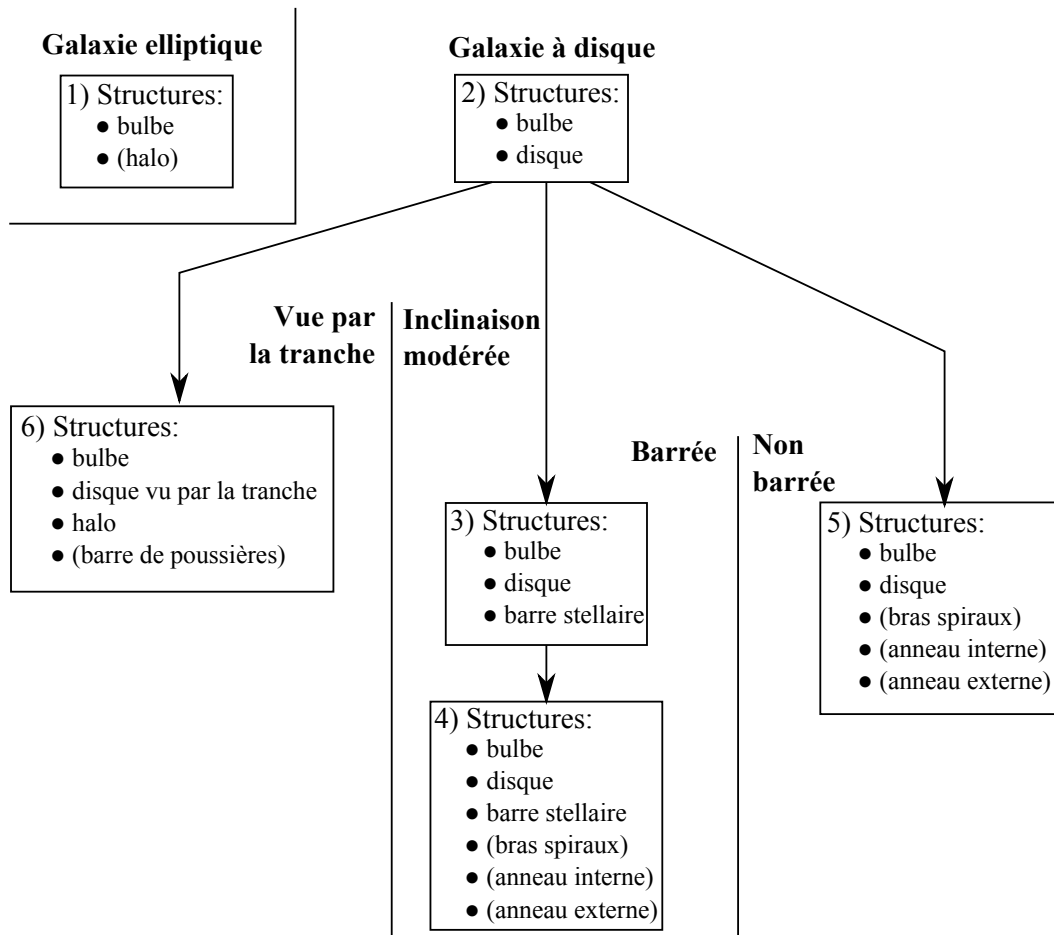 Galaxie elliptique
1) Structures:
● bulbe
● (halo)
Galaxie à disque
2) Structures:
● bulbe
● disque
Vue par
la tranche
Inclinaison
modérée
6) Structures:
● bulbe
● disque vu par la tranche
● halo
● (barre de poussières)
Barrée
Non
barrée
3) Structures:
● bulbe
● disque
● barre stellaire
4) Structures:
● bulbe
● disque
● barre stellaire
● (bras spiraux)
● (anneau interne)
● (anneau externe)
5) Structures:
● bulbe
● disque
● (bras spiraux)
● (anneau interne)
● (anneau externe)